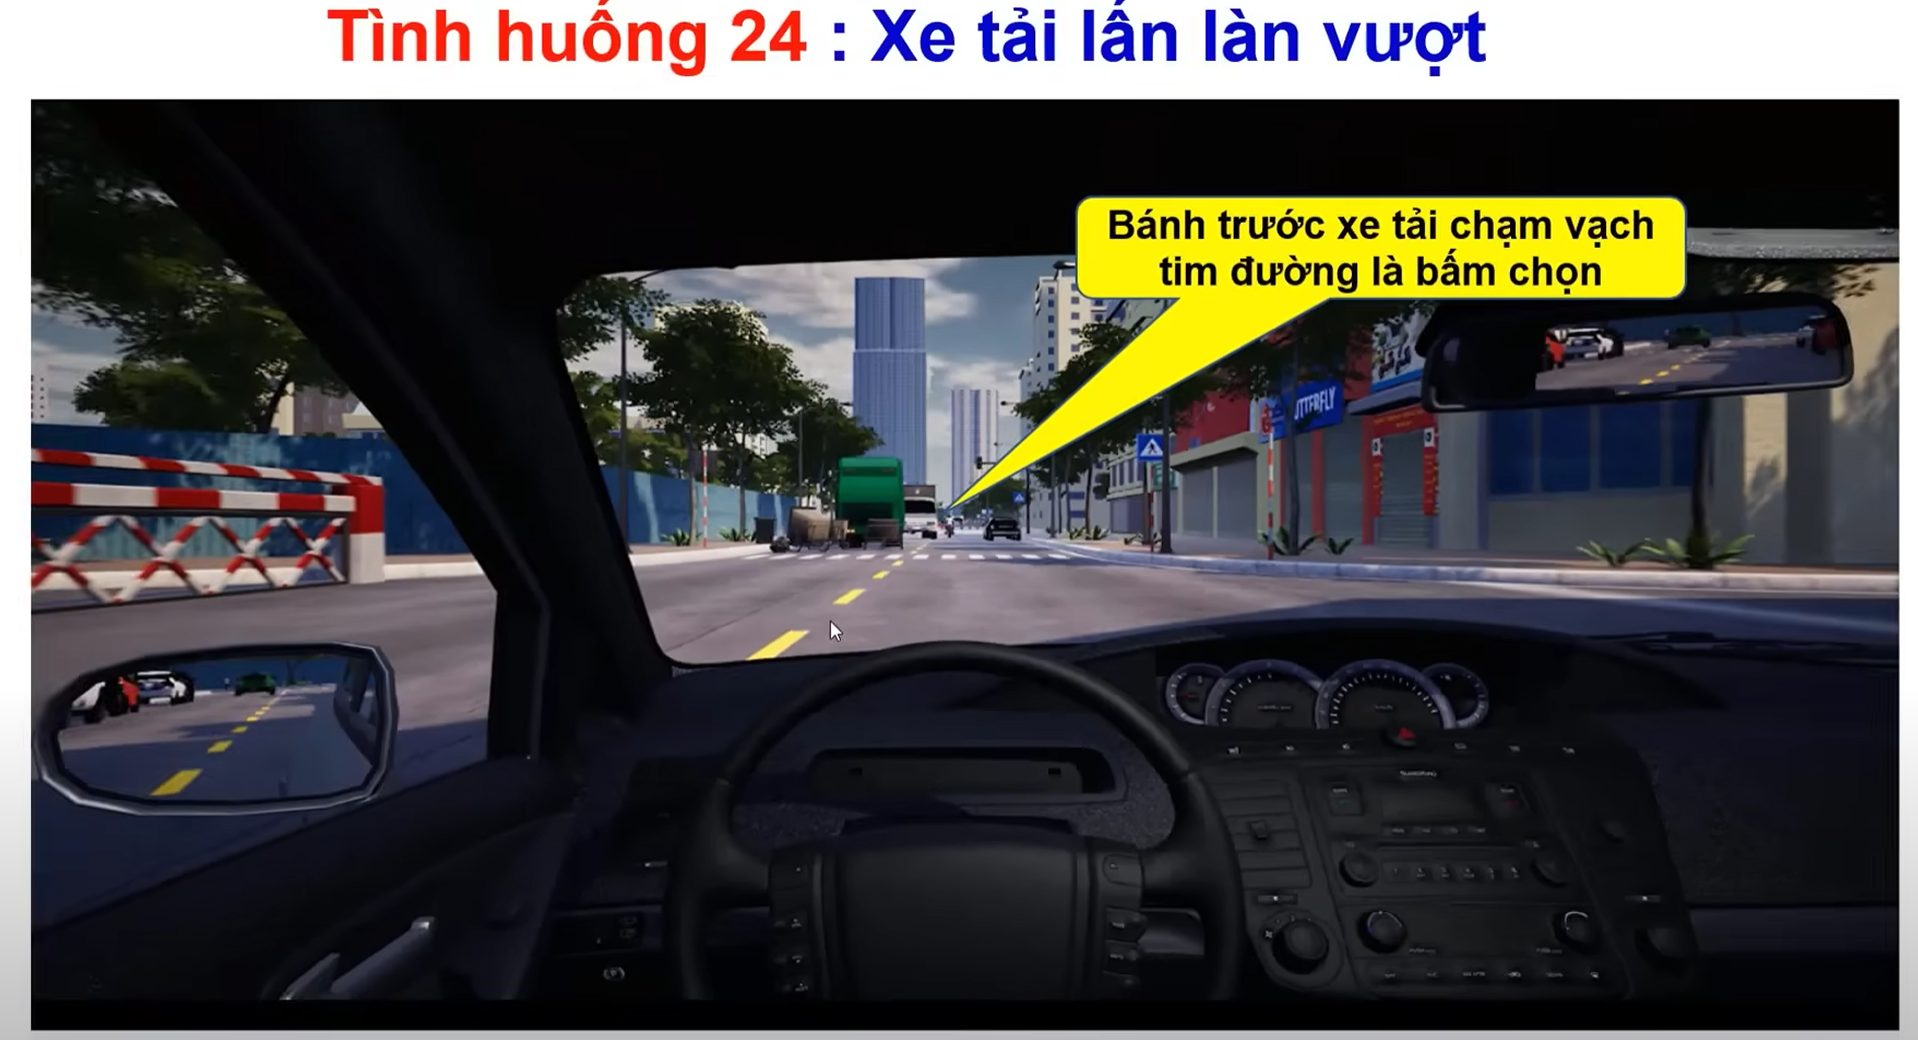 Tình huống 24 : Xe tải lấn làn vượt
Bánh trước xe tải chạm vạch
tim đường là bấm chọn
UTTERFLY